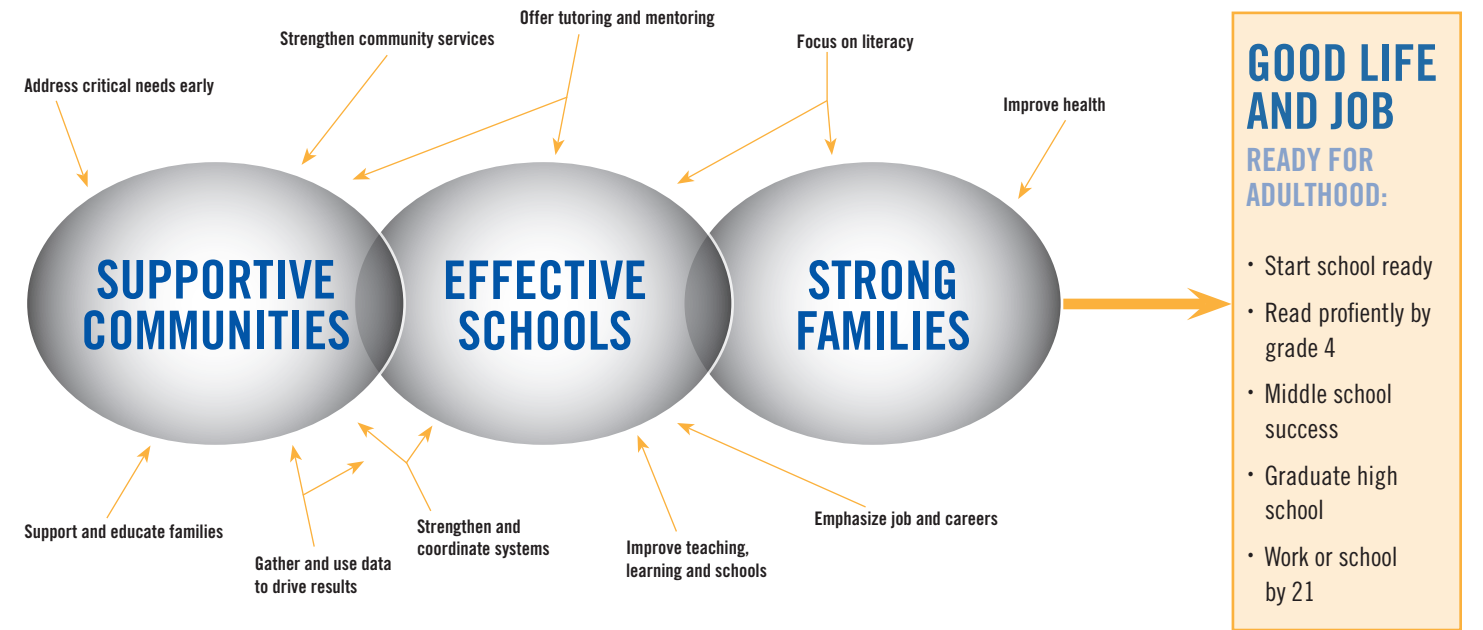 Offer tutoring and mentoring
Strengthen community services
Focus on literacy
Address critical needs early
Improve health
SUPPORTIVE
COMMUNITIES
EFFECTIVE
SCHOOLS
STRONG
FAMILIES
Support and educate families
Gather and use data
to drive results
Strengthen and
coordinate systems
Improve teaching,
learning and schools
Emphasize job and careers
GOOD LIFE
AND JOB
READY FOR
ADULTHOOD:
· Start school ready
· Read profiently by
grade 4
· Middle school
success
· Graduate high
school
· Work or school
by 21